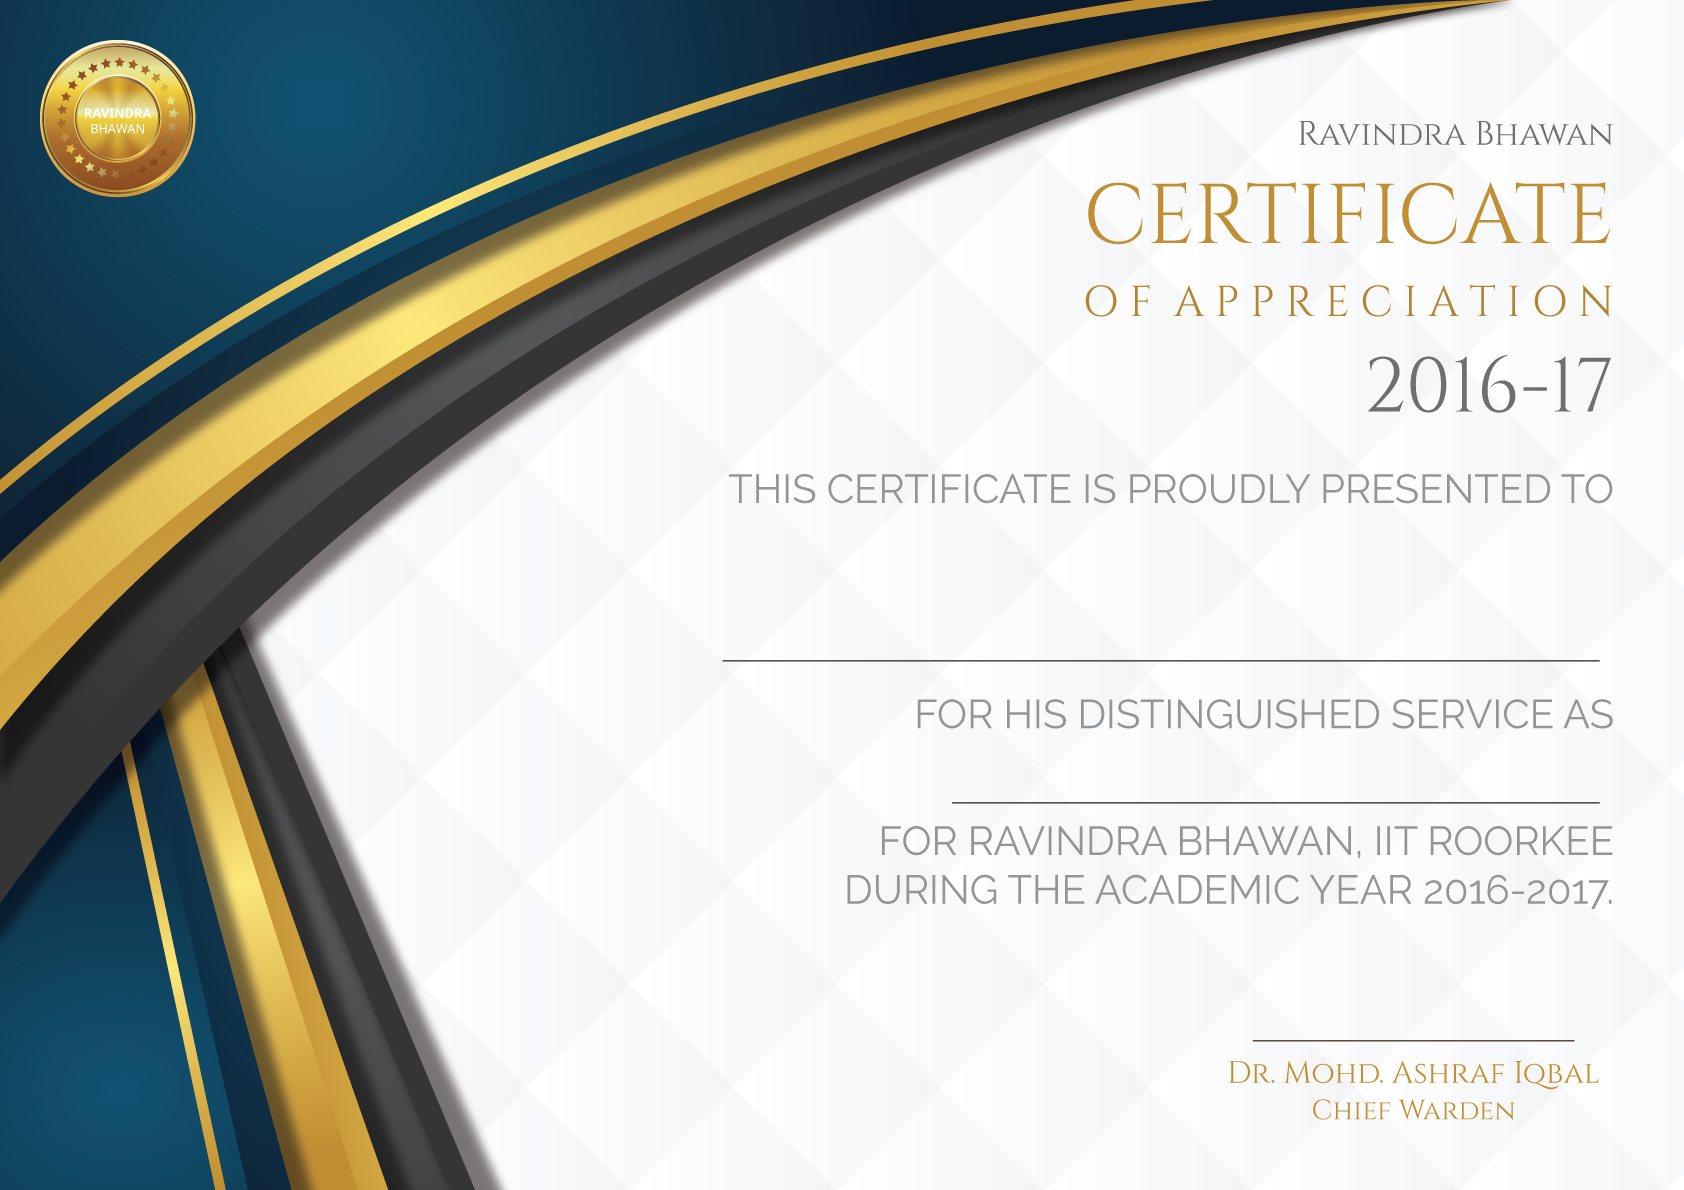 RAVINDRA
BHAWAN
Ravindra Bhawan
CERTIFICATE
OF APPRECIATION
2016-17
THIS CERTIFICATE IS PROUDLY PRESENTED TO
FOR HIS DISTINGUISHED SERVICE AS
FOR RAVINDRA BHAWAN, IIT ROORKEE
DURING THE ACADEMIC YEAR 2016-2017.
Dr. Mohd. Ashraf Iqbal
Chief Warden